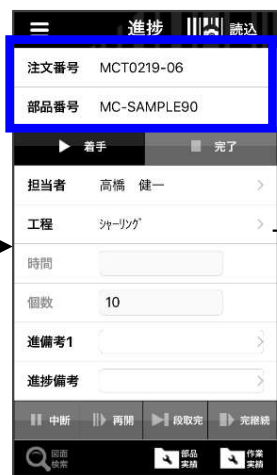 進捗 読込
注文番号 MCT0219-06
部品番号 MC-SAMPLE90
着手 完了
担当者 高橋 健一
工程 ｼｬｰﾘﾝｸﾞ
時間
個数 10
進備考1
進捗備考
中断 再開 段取完 完継続
図面検索 部品実績 作業実績